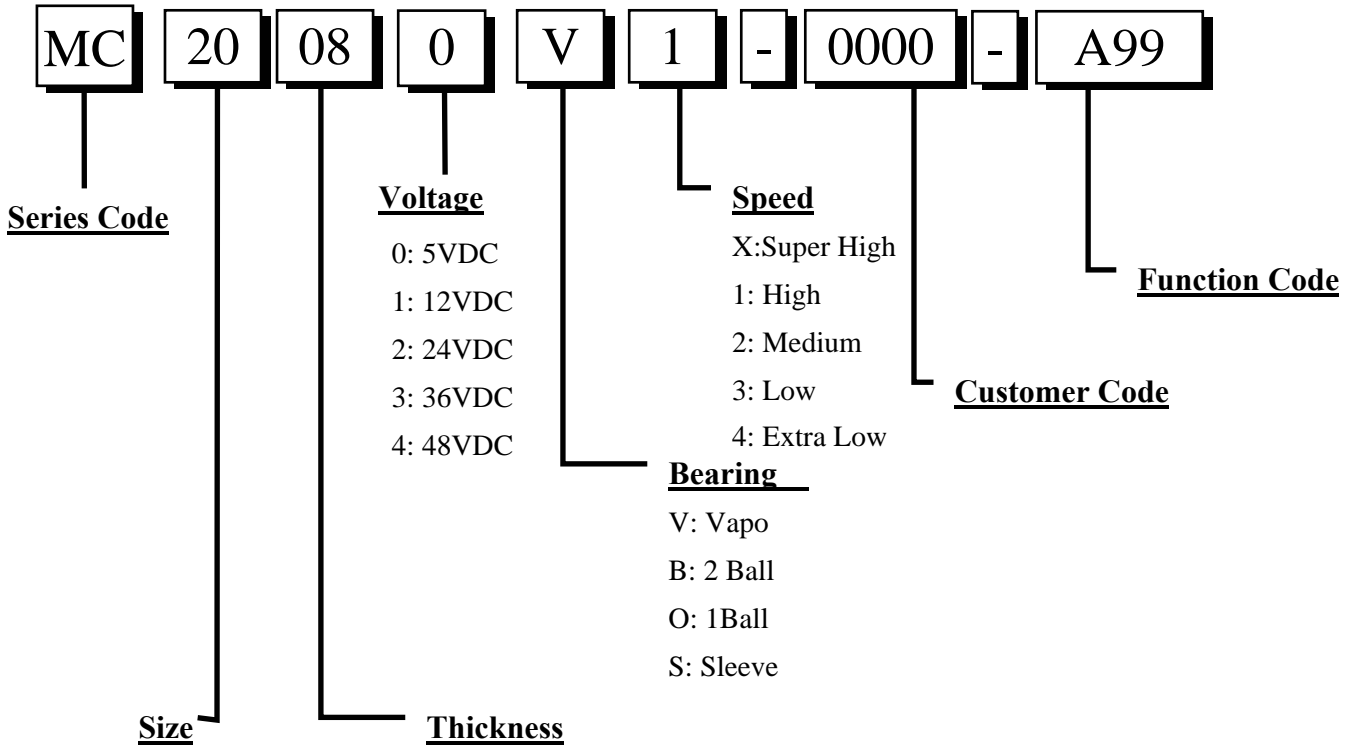 MC 20 08 0 V 1 - 0000 - A99
Series Code
Voltage
0: 5VDC
1: 12VDC
2: 24VDC
3: 36VDC
4: 48VDC
Speed
X:Super High
1: High
2: Medium
3: Low
4: Extra Low
Function Code
Customer Code
Bearing
V: Vapo
B: 2 Ball
O: 1Ball
S: Sleeve
Size
Thickness